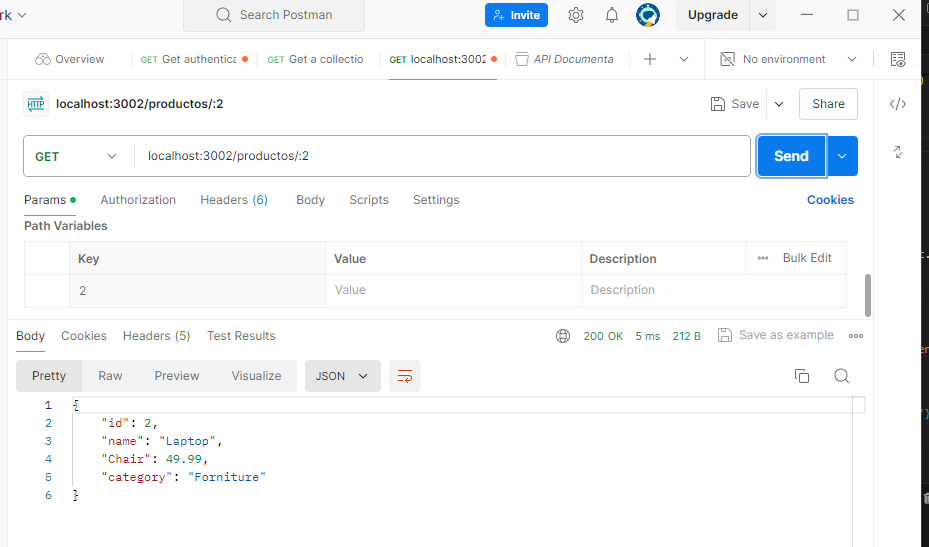 rk
Search Postman
Invite
Upgrade
Overview
GET Get authentica
GET Get a collectio
GET localhost:3002
API Documenta
No environment
HTTP localhost:3002/productos/:2
Save
Share
GET
localhost:3002/productos/:2
Send
Params
Authorization
Headers (6)
Body
Scripts
Settings
Cookies
Path Variables
Key
Value
Description
Bulk Edit
2
Value
Description
Body
Cookies
Headers (5)
Test Results
200 OK
5 ms
212 B
Save as example
Pretty
Raw
Preview
Visualize
JSON
1 {
2 "id": 2,
3 "name": "Laptop",
4 "Chair": 49.99,
5 "category": "Forniture"
6 }